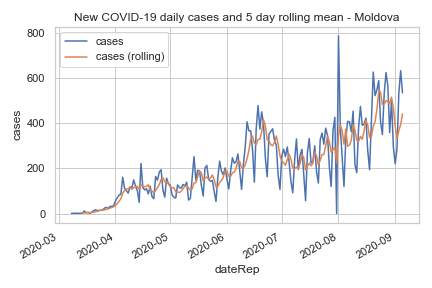 New COVID-19 daily cases and 5 day rolling mean - Moldova
cases
cases (rolling)
800
600
400
200
0
cases
2020-03
2020-04
2020-05
2020-06
2020-07
2020-08
2020-09
dateRep